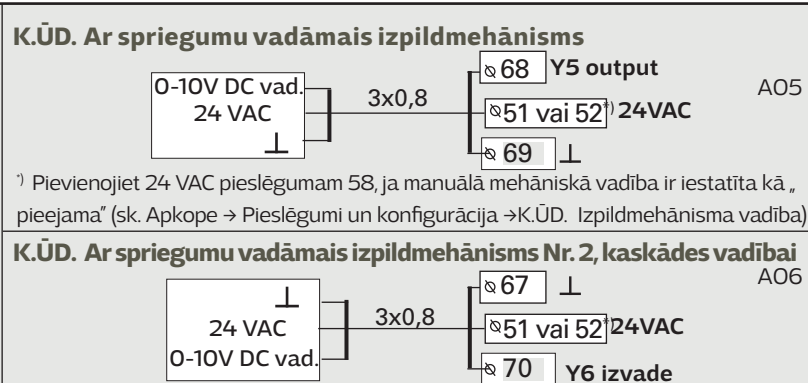 K.ŪD. Ar spriegumu vadāmais izpildmehānisms
0-10V DC vad.
24 VAC
⊥
3x0,8
68 Y5 output
51 vai 52*) 24VAC
69 ⊥
AO5
*) Pievienojiet 24 VAC pieslēgumam 58, ja manuālā mehāniskā vadība ir iestatīta kā „
pieejama” (sk. Apkope → Pieslēgumi un konfigurācija →K.ŪD. Izpildmehānisma vadība)
K.ŪD. Ar spriegumu vadāmais izpildmehānisms Nr. 2, kaskādes vadībai
⊥
24 VAC
0-10V DC vad.
3x0,8
67 ⊥
51 vai 52*) 24VAC
70 Y6 izvade
AO6